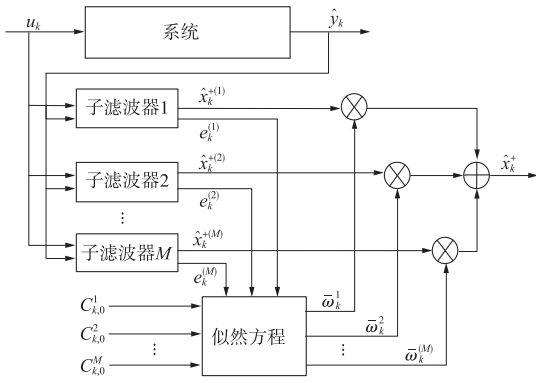 u_k
系统
ŷ_k
子滤波器1
x̂_k^{+(1)}
e_k^{(1)}
子滤波器2
x̂_k^{+(2)}
e_k^{(2)}
⋮
子滤波器M
x̂_k^{+(M)}
e_k^{(M)}
x̂_k^+
C_{k,0}^1
C_{k,0}^2
⋮
C_{k,0}^M
似然方程
ω̄_k^1
ω̄_k^2
⋮
ω̄_k^{(M)}